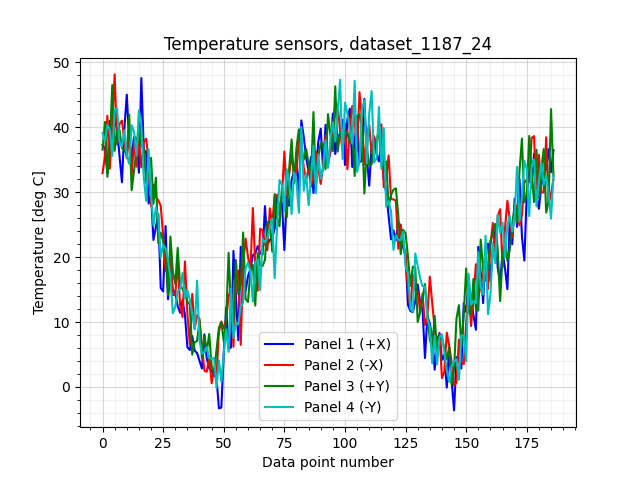 Temperature sensors, dataset_1187_24
Temperature [deg C]
50
40
30
20
10
0
0 25 50 75 100 125 150 175
Data point number
Panel 1 (+X)
Panel 2 (-X)
Panel 3 (+Y)
Panel 4 (-Y)